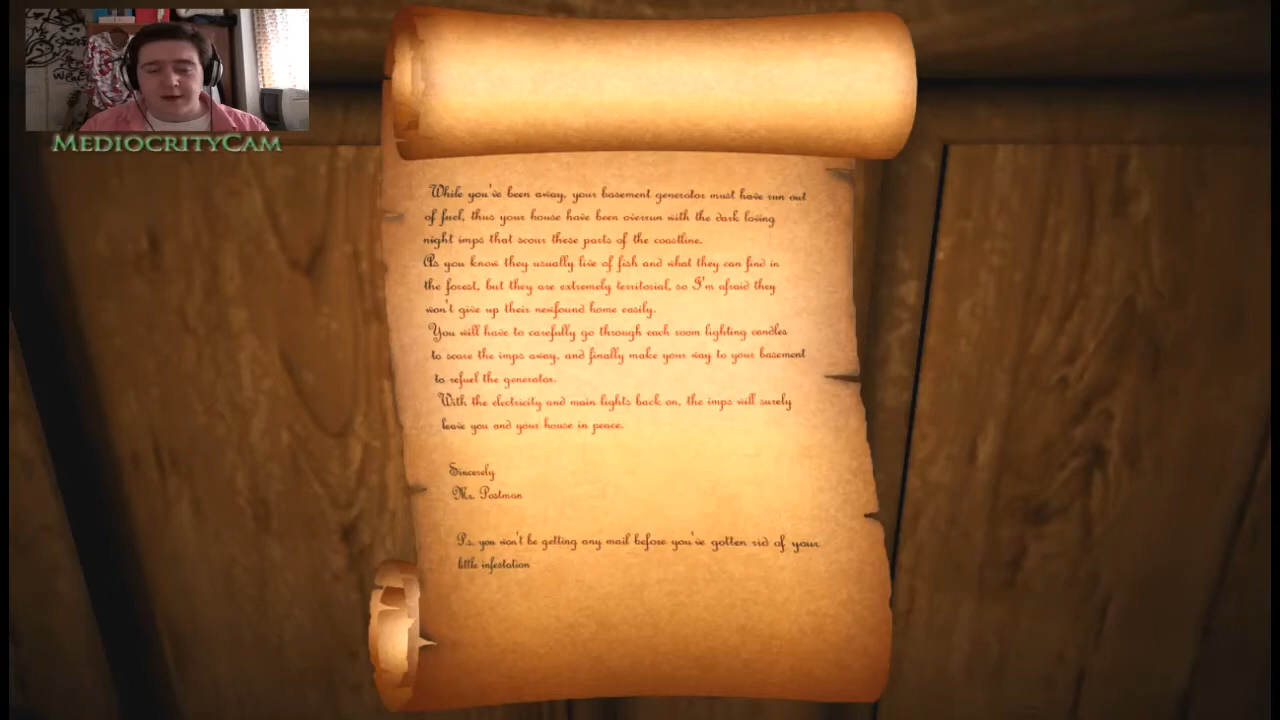 MediocrityCam
While you've been away, your basement generator must have run out
of fuel, thus your house have been overrun with the dark loving
night imps that scour these parts of the coastline.
As you know they usually live of fish and what they can find in
the forest, but they are extremely territorial, so I'm afraid they
won't give up their newfound home easily.
You will have to carefully go through each room lighting candles
to scare the imps away, and finally make your way to your basement
to refuel the generator.
With the electricity and main lights back on, the imps will surely
leave you and your house in peace.
Sincerely
Mr. Postman
Ps. you won't be getting any mail before you've gotten rid of your
little infestation